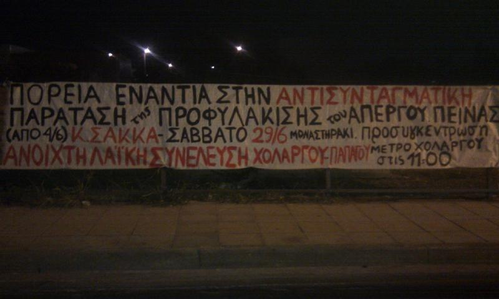 ΠΟΡΕΙΑ ΕΝΑΝΤΙΑ ΣΤΗΝ ΑΝΤΙΣΥΝΤΑΓΜΑΤΙΚΗ
ΠΑΡΑΤΑΣΗ της ΠΡΟΦΥΛΑΚΙΣΗΣ του ΑΠΕΡΓΟΥ ΠΕΙΝΑΣ
(ΑΠΟ 4/6) Κ. ΣΑΚΚΑ - ΣΑΒΒΑΤΟ 29/6 ΜΟΝΑΣΤΗΡΑΚΙ. ΠΡΟΣΥΓΚΕΝΤΡΩΣΗ
ΑΝΟΙΧΤΗ ΛΑΪΚΗ ΣΥΝΕΛΕΥΣΗ ΧΟΛΑΡΓΟΥ-ΠΑΠΑΓΟΥ ΜΕΤΡΟ ΧΟΛΑΡΓΟΥ
ΣΤΙΣ 11:00